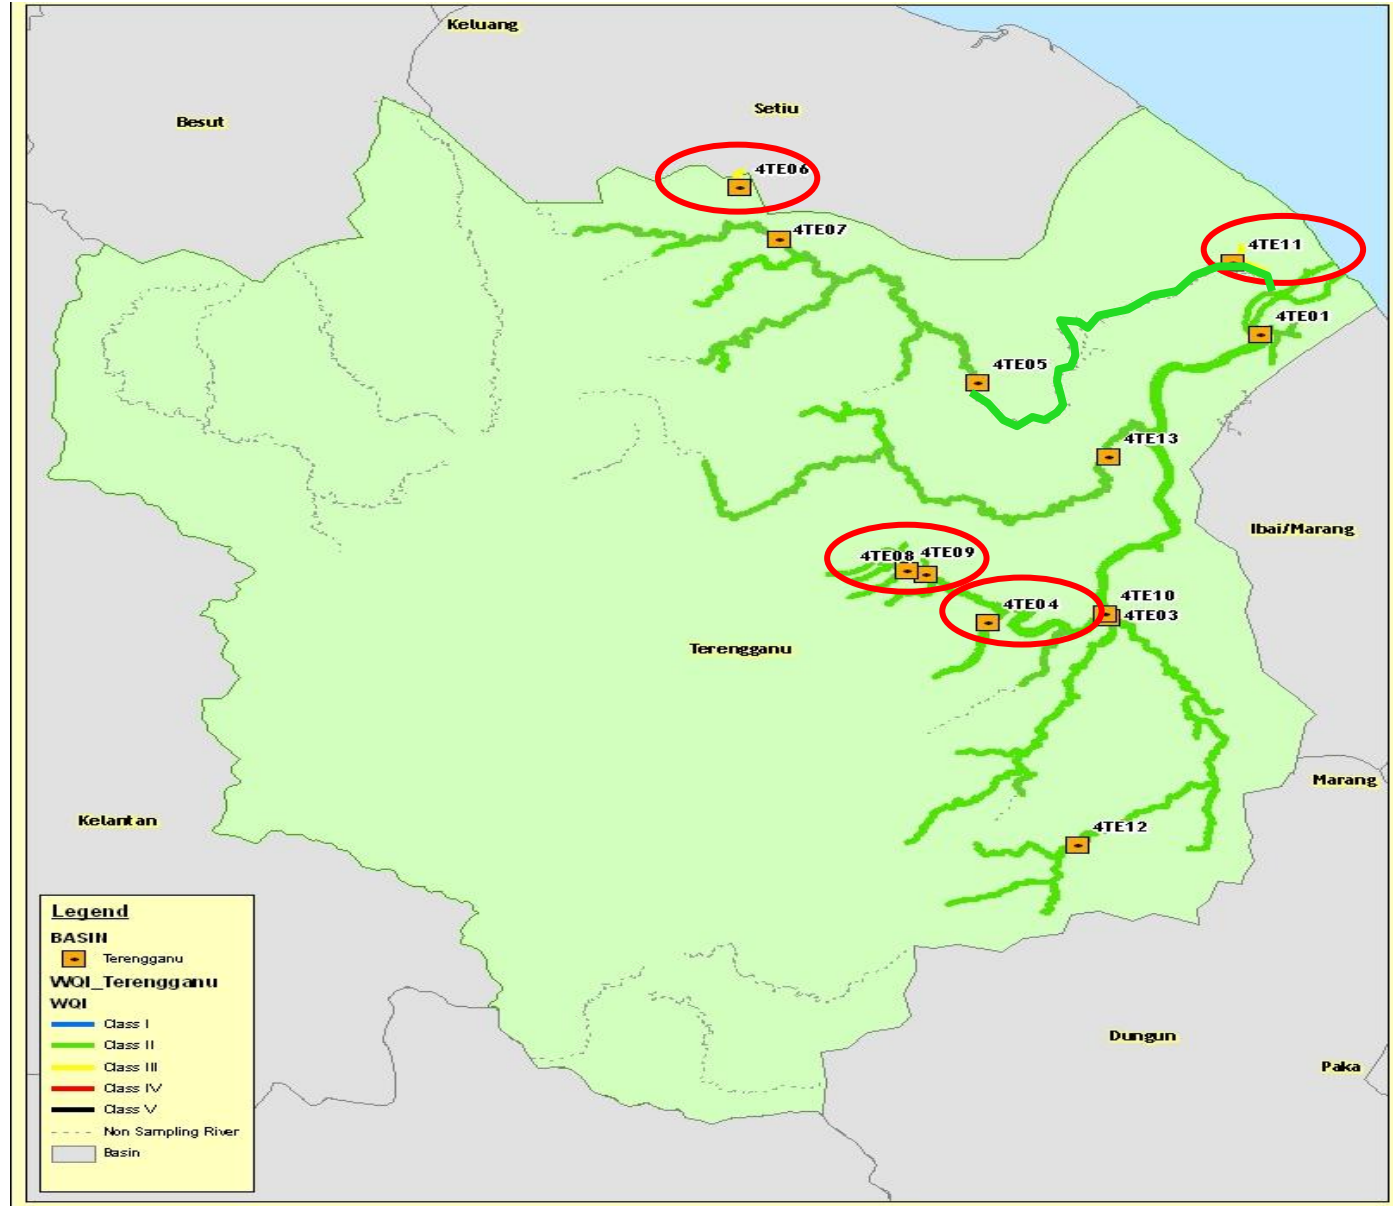 Keluang
Besut
Setiu
4TE06
4TE07
4TE11
4TE01
4TE05
4TE13
Ibai/Marang
4TE08 4TE09
4TE04
4TE10
4TE03
Terengganu
Marang
Kelantan
4TE12
Dungun
Paka
Legend
BASIN
Terengganu
WQI_Terengganu
WQI
Class I
Class II
Class III
Class IV
Class V
Non Sampling River
Basin